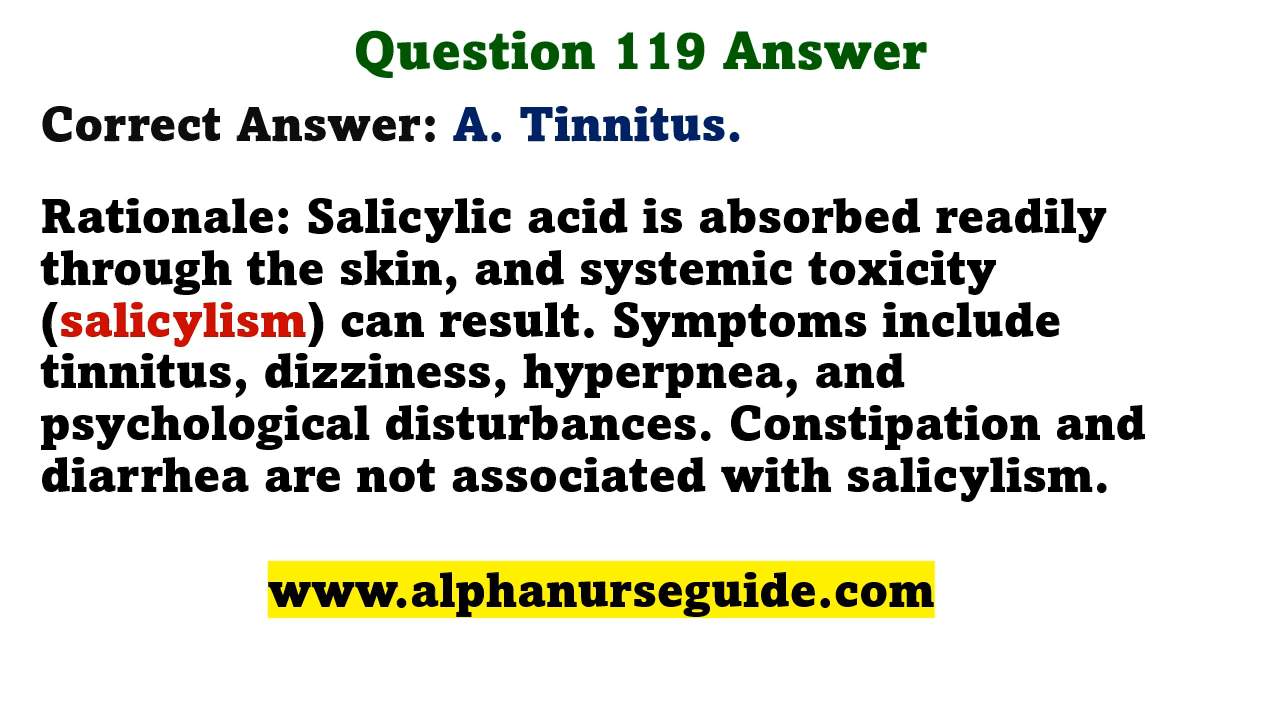 Question 119 Answer
Correct Answer: A. Tinnitus.
Rationale: Salicylic acid is absorbed readily
through the skin, and systemic toxicity
(salicylism) can result. Symptoms include
tinnitus, dizziness, hyperpnea, and
psychological disturbances. Constipation and
diarrhea are not associated with salicylism.
www.alphanurseguide.com